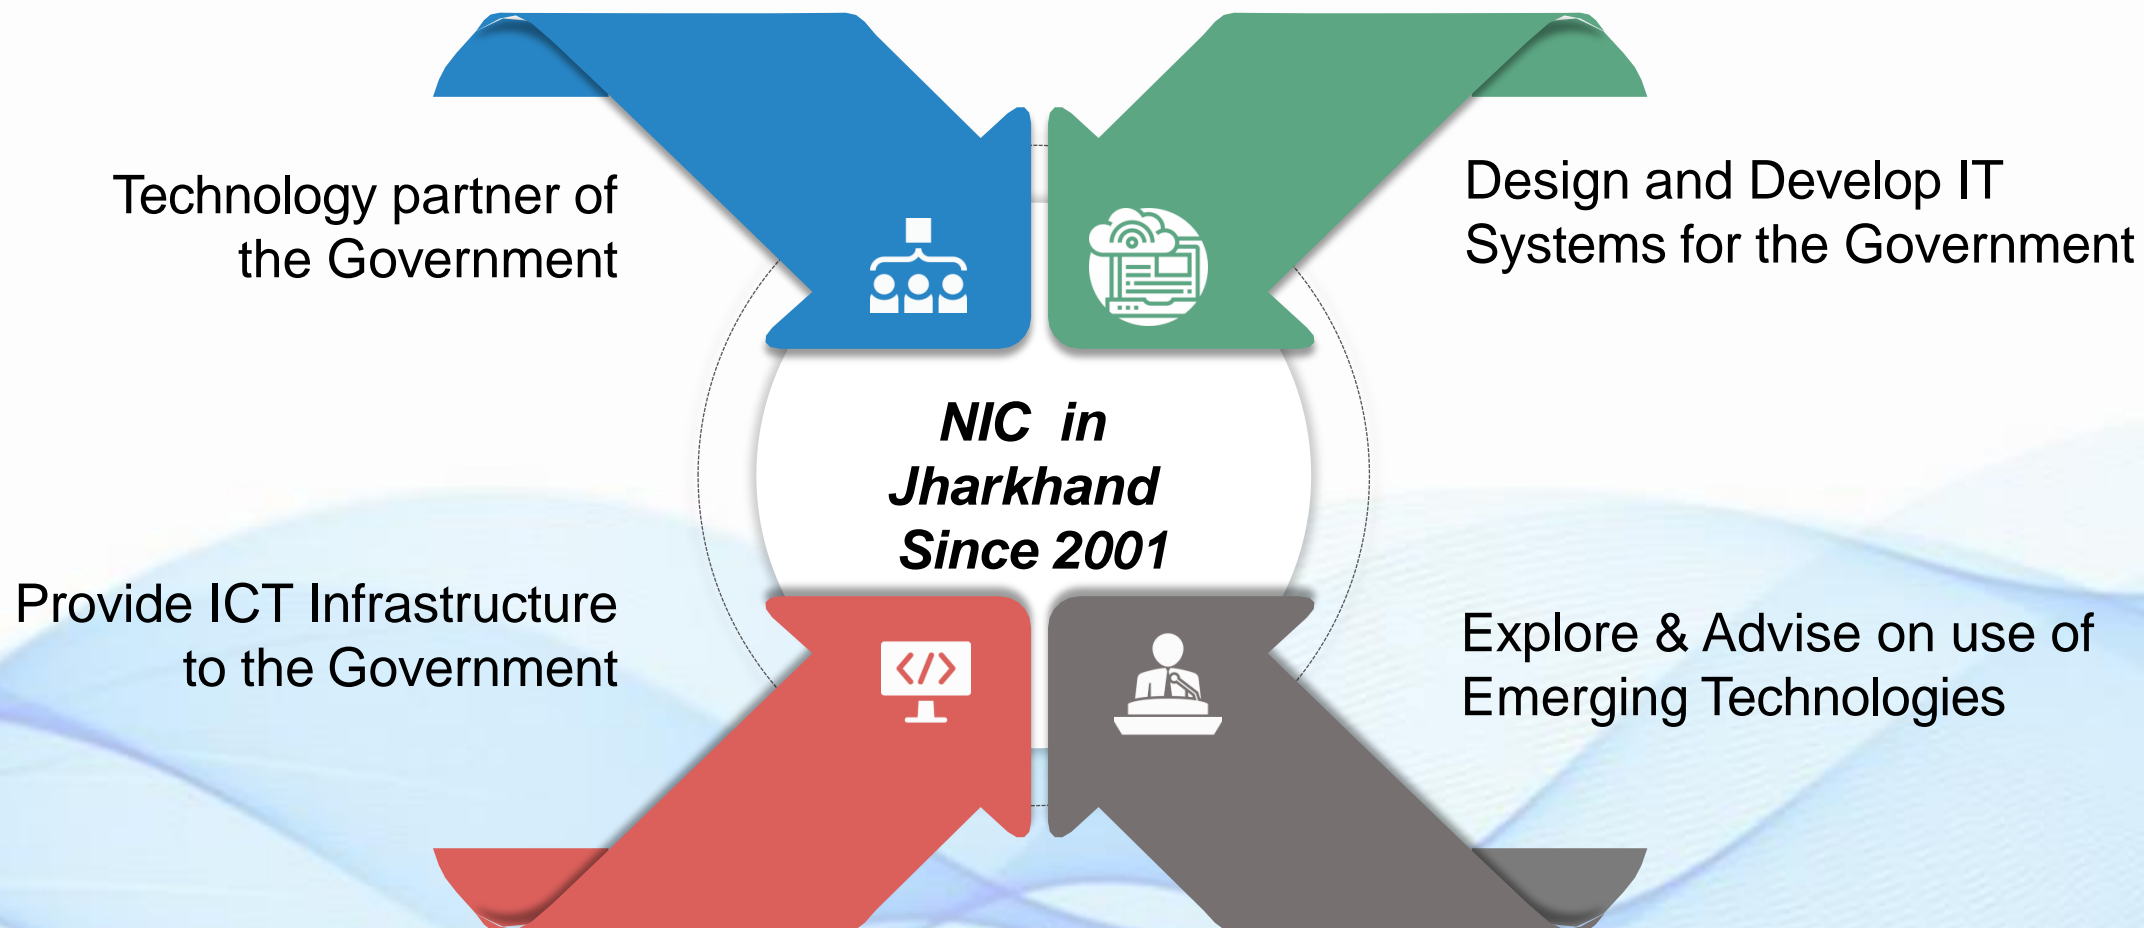 Technology partner of
the Government
Design and Develop IT
Systems for the Government
NIC in
Jharkhand
Since 2001
Provide ICT Infrastructure
to the Government
Explore & Advise on use of
Emerging Technologies